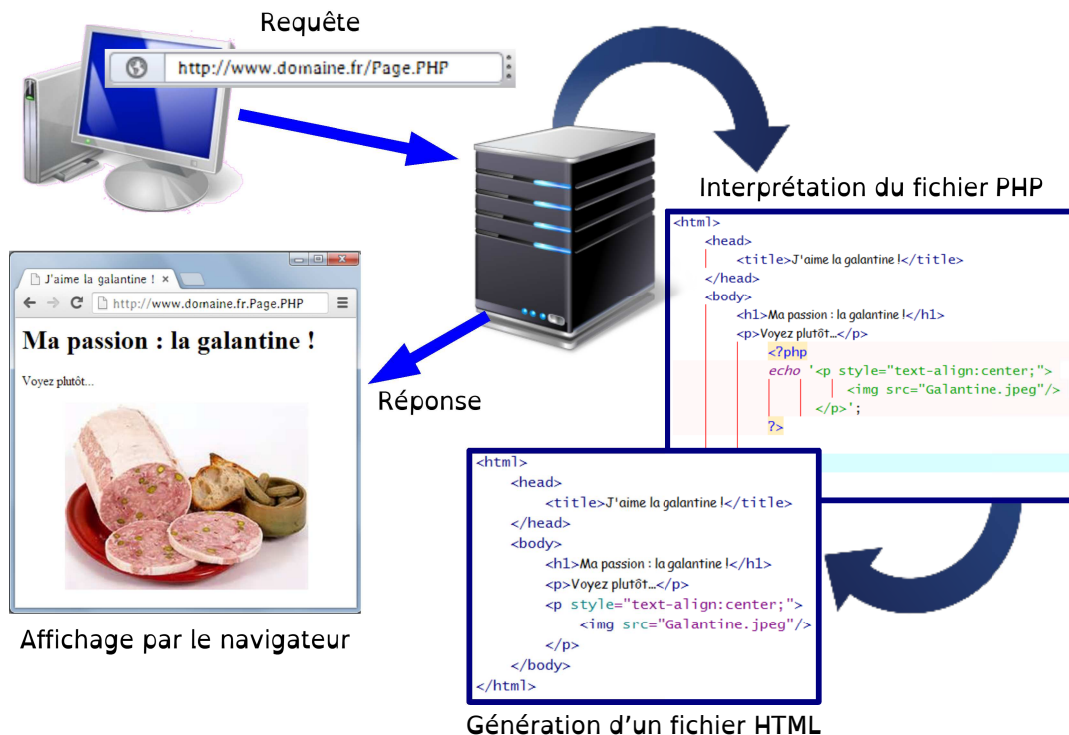 Requête
http://www.domaine.fr/Page.PHP
Interprétation du fichier PHP
<html>
<head>
<title>J'aime la galantine !</title>
</head>
<body>
<h1>Ma passion : la galantine !</h1>
<p>Voyez plutôt…</p>
<?php
echo '<p style="text-align:center;">
<img src="Galantine.jpeg"/>
</p>';
?>
J'aime la galantine !
http://www.domaine.fr.Page.PHP
Ma passion : la galantine !
Voyez plutôt...
Réponse
Affichage par le navigateur
<html>
<head>
<title>J'aime la galantine !</title>
</head>
<body>
<h1>Ma passion : la galantine !</h1>
<p>Voyez plutôt…</p>
<p style="text-align:center;">
<img src="Galantine.jpeg"/>
</p>
</body>
</html>
Génération d'un fichier HTML